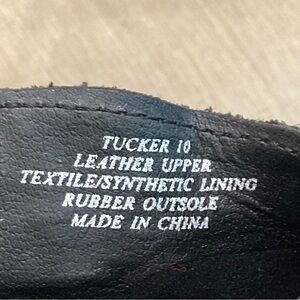 TUCKER 10
LEATHER UPPER
TEXTILE/SYNTHETIC LINING
RUBBER OUTSOLE
MADE IN CHINA